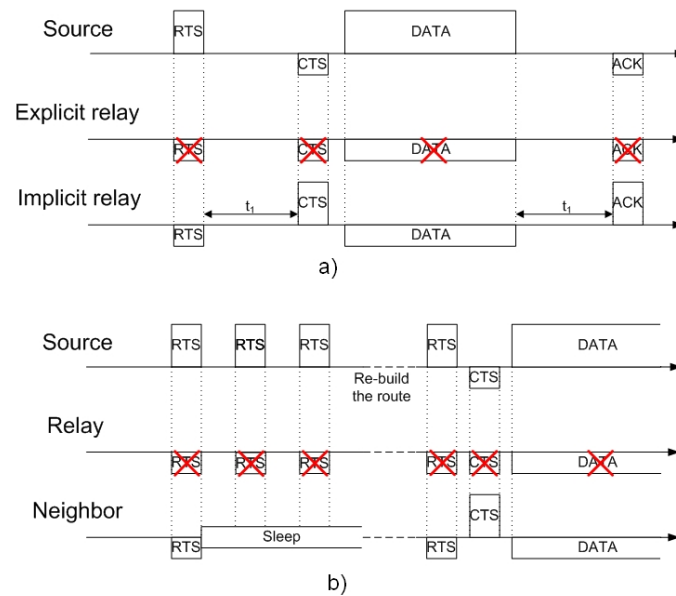 Source
RTS
CTS
DATA
ACK
Explicit relay
RTS
CTS
DATA
ACK
Implicit relay
RTS
t1
CTS
DATA
t1
ACK
a)
Source
RTS
RTS
RTS
Re-build
the route
RTS
CTS
DATA
Relay
RTS
RTS
RTS
RTS
CTS
DATA
Neighbor
RTS
Sleep
RTS
CTS
DATA
b)